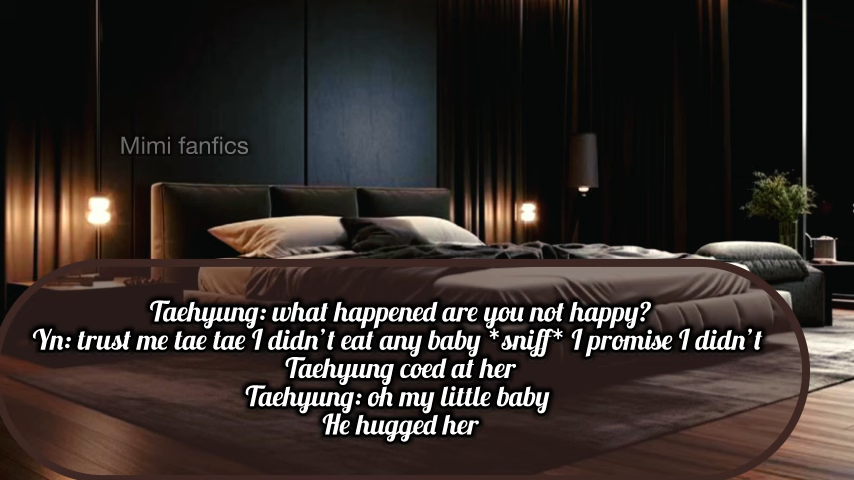 Mimi fanfics
Taehyung: what happened are you not happy?
Yn: trust me tae tae I didn't eat any baby *sniff* I promise I didn't
Taehyung coed at her
Taehyung: oh my little baby
He hugged her